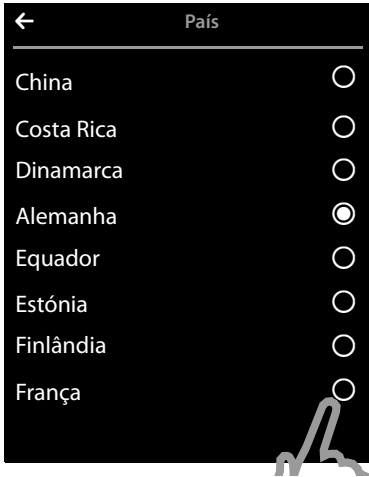 País
China
Costa Rica
Dinamarca
Alemanha
Equador
Estónia
Finlândia
França